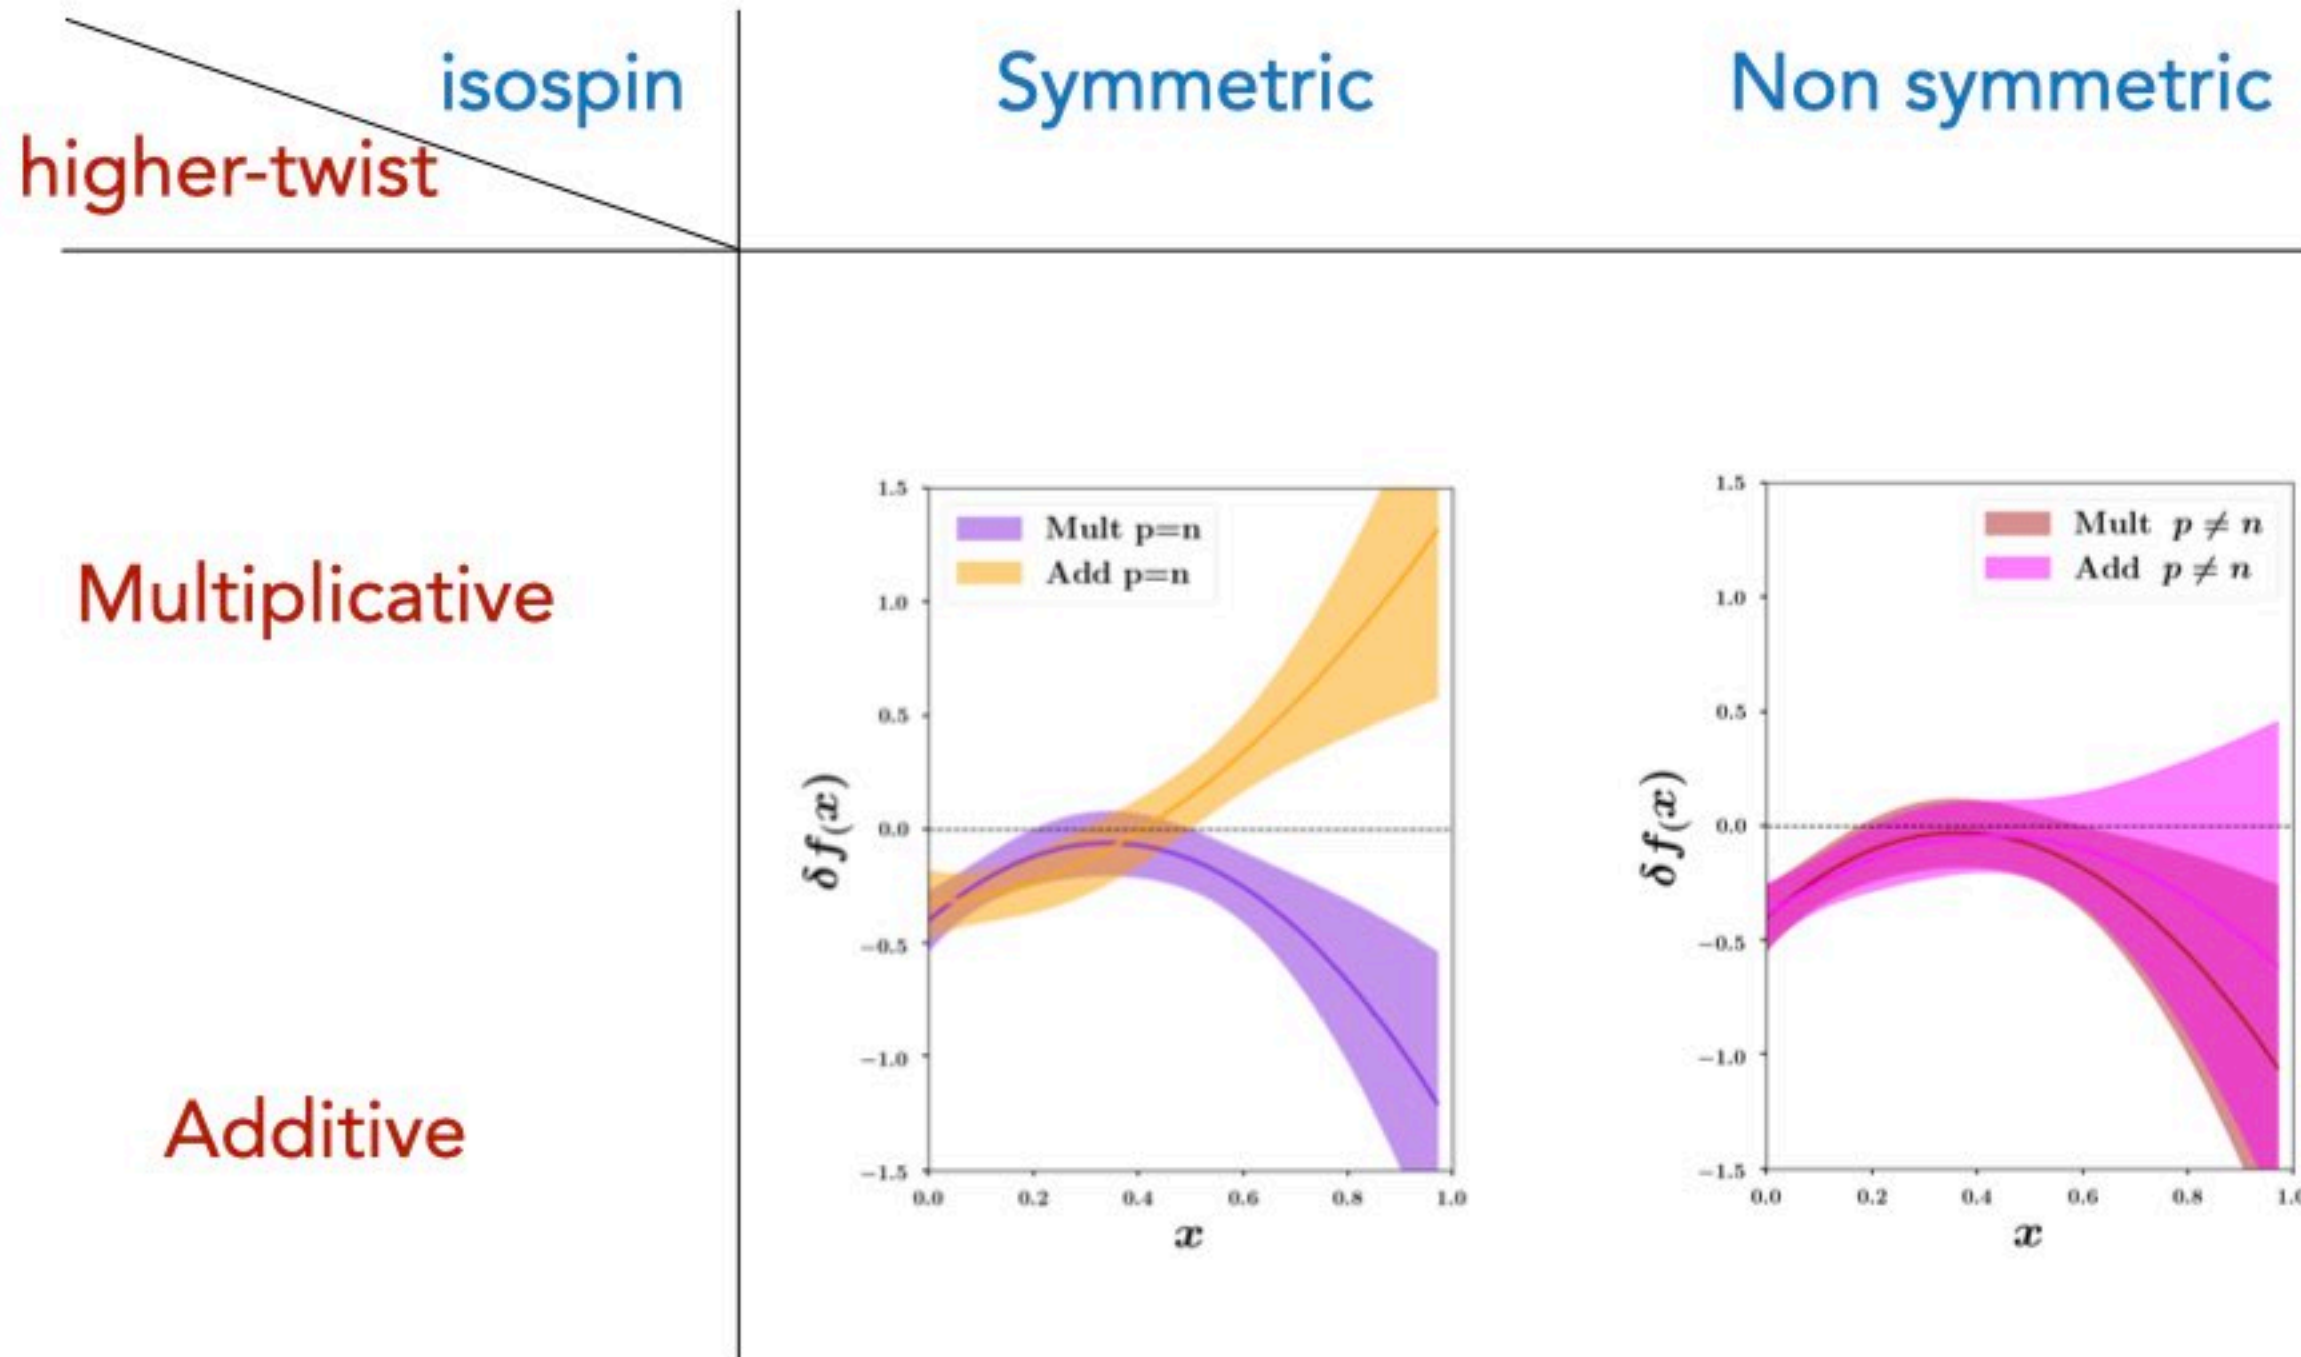 isospin
Symmetric
Non symmetric
higher-twist
Multiplicative
Additive
1.5
1.0
0.5
0.0
−0.5
−1.0
−1.5
δf(x)
Mult p=n
Add p=n
0.0 0.2 0.4 0.6 0.8 1.0
x
1.5
1.0
0.5
0.0
−0.5
−1.0
−1.5
δf(x)
Mult p ≠ n
Add p ≠ n
0.0 0.2 0.4 0.6 0.8 1.0
x